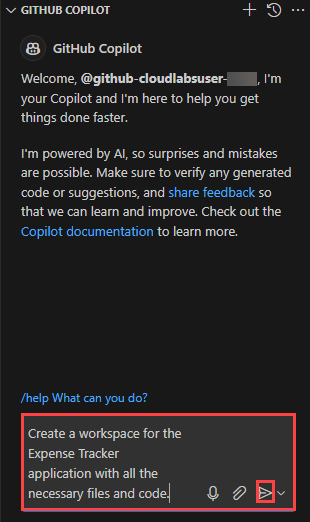 GITHUB COPILOT
GitHub Copilot
Welcome, @github-cloudlabsuser-, I'm
your Copilot and I'm here to help you get
things done faster.
I'm powered by AI, so surprises and mistakes
are possible. Make sure to verify any generated
code or suggestions, and share feedback so
that we can learn and improve. Check out the
Copilot documentation to learn more.
/help What can you do?
Create a workspace for the
Expense Tracker
application with all the
necessary files and code.